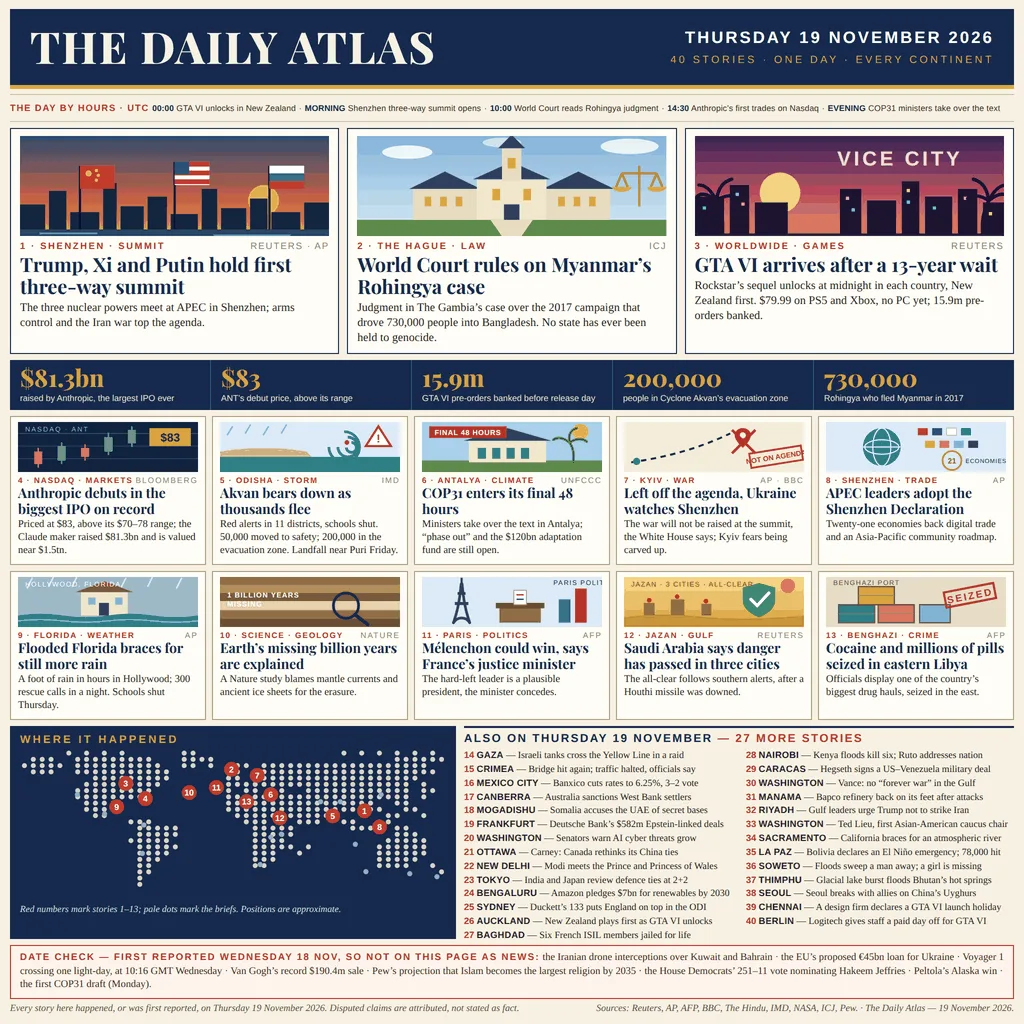 THE DAILY ATLAS
THURSDAY 19 NOVEMBER 2026
40 STORIES · ONE DAY · EVERY CONTINENT
THE DAY BY HOURS · UTC 00:00 GTA VI unlocks in New Zealand · MORNING Shenzhen three-way summit opens · 10:00 World Court reads Rohingya judgment · 14:30 Anthropic's first trades on Nasdaq · EVENING COP31 ministers take over the text
1 · SHENZHEN · SUMMIT REUTERS · AP
Trump, Xi and Putin hold first
three-way summit
The three nuclear powers meet at APEC in Shenzhen; arms
control and the Iran war top the agenda.
2 · THE HAGUE · LAW ICJ
World Court rules on Myanmar's
Rohingya case
Judgment in The Gambia's case over the 2017 campaign that
drove 730,000 people into Bangladesh. No state has ever been
held to genocide.
VICE CITY
3 · WORLDWIDE · GAMES REUTERS
GTA VI arrives after a 13-year wait
Rockstar's sequel unlocks at midnight in each country, New
Zealand first. $79.99 on PS5 and Xbox, no PC yet; 15.9m pre-
orders banked.
$81.3bn
raised by Anthropic, the largest IPO ever
$83
ANT's debut price, above its range
15.9m
GTA VI pre-orders banked before release day
200,000
people in Cyclone Akvan's evacuation zone
730,000
Rohingya who fled Myanmar in 2017
NASDAQ · ANT
$83
4 · NASDAQ · MARKETS BLOOMBERG
Anthropic debuts in the
biggest IPO on record
Priced at $83, above its $70–78 range; the
Claude maker raised $81.3bn and is valued
near $1.5tn.
!
5 · ODISHA · STORM IMD
Akvan bears down as
thousands flee
Red alerts in 11 districts, schools shut.
50,000 moved to safety; 200,000 in the
evacuation zone. Landfall near Puri Friday.
FINAL 48 HOURS
6 · ANTALYA · CLIMATE UNFCCC
COP31 enters its final 48
hours
Ministers take over the text in Antalya;
"phase out" and the $120bn adaptation
fund are still open.
NOT ON AGENDA
7 · KYIV · WAR AP · BBC
Left off the agenda, Ukraine
watches Shenzhen
The war will not be raised at the summit,
the White House says; Kyiv fears being
carved up.
21 ECONOMIES
8 · SHENZHEN · TRADE AP
APEC leaders adopt the
Shenzhen Declaration
Twenty-one economies back digital trade
and an Asia-Pacific community roadmap.
HOLLYWOOD, FLORIDA
9 · FLORIDA · WEATHER AP
Flooded Florida braces for
still more rain
A foot of rain in hours in Hollywood; 300
rescue calls in a night. Schools shut
Thursday.
1 BILLION YEARS
MISSING
10 · SCIENCE · GEOLOGY NATURE
Earth's missing billion years
are explained
A Nature study blames mantle currents and
ancient ice sheets for the erasure.
PARIS POLIT
11 · PARIS · POLITICS AFP
Mélenchon could win, says
France's justice minister
The hard-left leader is a plausible
president, the minister concedes.
JAZAN · 3 CITIES · ALL-CLEAR
12 · JAZAN · GULF REUTERS
Saudi Arabia says danger
has passed in three cities
The all-clear follows southern alerts, after a
Houthi missile was downed.
BENGHAZI PORT
SEIZED
13 · BENGHAZI · CRIME AFP
Cocaine and millions of pills
seized in eastern Libya
Officials display one of the country's
biggest drug hauls, seized in the east.
WHERE IT HAPPENED
2
7
3
11
10
6
4
13
9
1
5
12
8
Red numbers mark stories 1–13; pale dots mark the briefs. Positions are approximate.
ALSO ON THURSDAY 19 NOVEMBER — 27 MORE STORIES
14 GAZA — Israeli tanks cross the Yellow Line in a raid
15 CRIMEA — Bridge hit again; traffic halted, officials say
16 MEXICO CITY — Banxico cuts rates to 6.25%, 3–2 vote
17 CANBERRA — Australia sanctions West Bank settlers
18 MOGADISHU — Somalia accuses the UAE of secret bases
19 FRANKFURT — Deutsche Bank's $582m Epstein-linked deals
20 WASHINGTON — Senators warn AI cyber threats grow
21 OTTAWA — Carney: Canada rethinks its China ties
22 NEW DELHI — Modi meets the Prince and Princess of Wales
23 TOKYO — India and Japan review defence ties at 2+2
24 BENGALURU — Amazon pledges $7bn for renewables by 2030
25 SYDNEY — Duckett's 133 puts England on top in the ODI
26 AUCKLAND — New Zealand plays first as GTA VI unlocks
27 BAGHDAD — Six French ISIL members jailed for life
28 NAIROBI — Kenya floods kill six; Ruto addresses nation
29 CARACAS — Hegseth signs a US–Venezuela military deal
30 WASHINGTON — Vance: no "forever war" in the Gulf
31 MANAMA — Bapco refinery back on its feet after attacks
32 RIYADH — Gulf leaders urge Trump not to strike Iran
33 WASHINGTON — Ted Lieu, first Asian-American caucus chair
34 SACRAMENTO — California braces for an atmospheric river
35 LA PAZ — Bolivia declares an El Niño emergency; 78,000 hit
36 SOWETO — Floods sweep a man away; a girl is missing
37 THIMPHU — Glacial lake burst floods Bhutan's hot springs
38 SEOUL — Seoul breaks with allies on China's Uyghurs
39 CHENNAI — A design firm declares a GTA VI launch holiday
40 BERLIN — Logitech gives staff a paid day off for GTA VI
DATE CHECK — FIRST REPORTED WEDNESDAY 18 NOV, SO NOT ON THIS PAGE AS NEWS: the Iranian drone interceptions over Kuwait and Bahrain · the EU's proposed €45bn loan for Ukraine · Voyager 1
crossing one light-day, at 10:16 GMT Wednesday · Van Gogh's record $190.4m sale · Pew's projection that Islam becomes the largest religion by 2035 · the House Democrats' 251–11 vote nominating Hakeem Jeffries · Peltola's Alaska win ·
the first COP31 draft (Monday).
Every story here happened, or was first reported, on Thursday 19 November 2026. Disputed claims are attributed, not stated as fact.
Sources: Reuters, AP, AFP, BBC, The Hindu, IMD, NASA, ICJ, Pew. · The Daily Atlas — 19 November 2026.